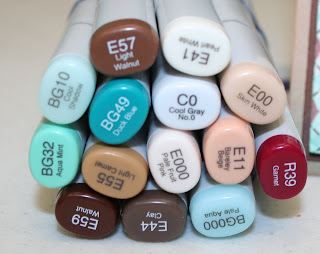 E57
Light
Walnut
E41
Pearl White
BG10
Cool
Shadow
BG49
Duck Blue
C0
Cool Gray
No.0
E00
Skin White
BG32
Aqua Mint
E55
Light Camel
E000
Pale Fruit
Pink
E11
Bareley
Beige
R39
Garnet
E59
Walnut
E44
Clay
BG000
Pale Aqua